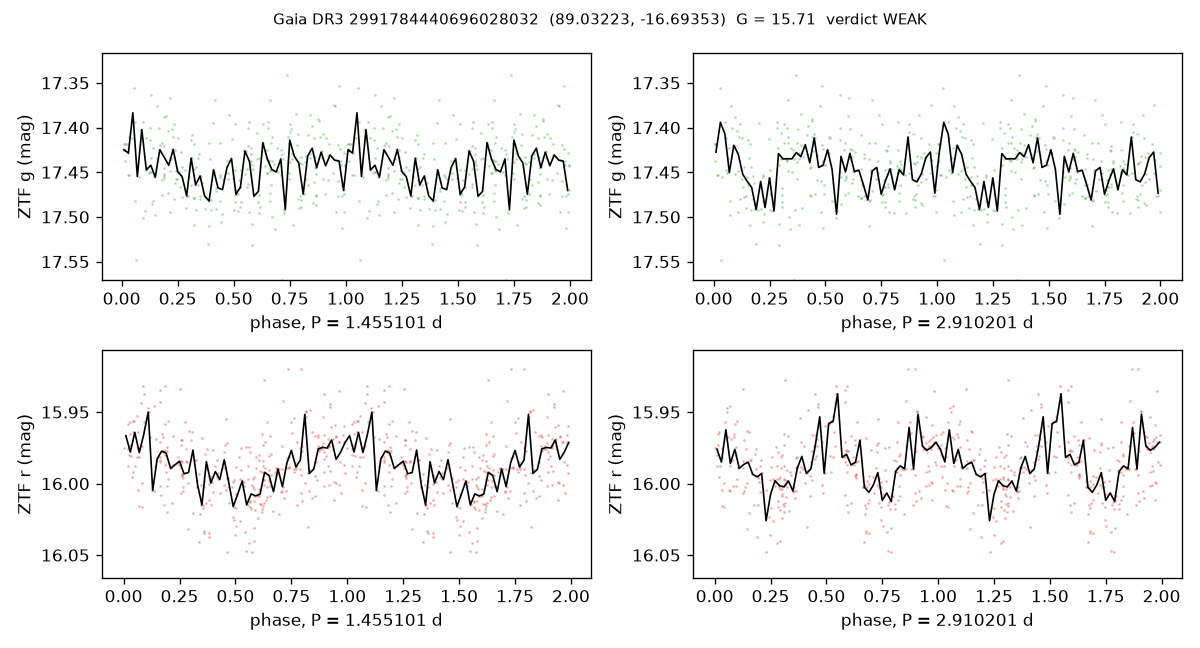 Gaia DR3 2991784440696028032 (89.03223, -16.69353) G = 15.71 verdict WEAK
ZTF g (mag)
17.35
17.40
17.45
17.50
17.55
0.00 0.25 0.50 0.75 1.00 1.25 1.50 1.75 2.00
phase, P = 1.455101 d
ZTF g (mag)
17.35
17.40
17.45
17.50
17.55
0.00 0.25 0.50 0.75 1.00 1.25 1.50 1.75 2.00
phase, P = 2.910201 d
ZTF r (mag)
15.95
16.00
16.05
0.00 0.25 0.50 0.75 1.00 1.25 1.50 1.75 2.00
phase, P = 1.455101 d
ZTF r (mag)
15.95
16.00
16.05
0.00 0.25 0.50 0.75 1.00 1.25 1.50 1.75 2.00
phase, P = 2.910201 d